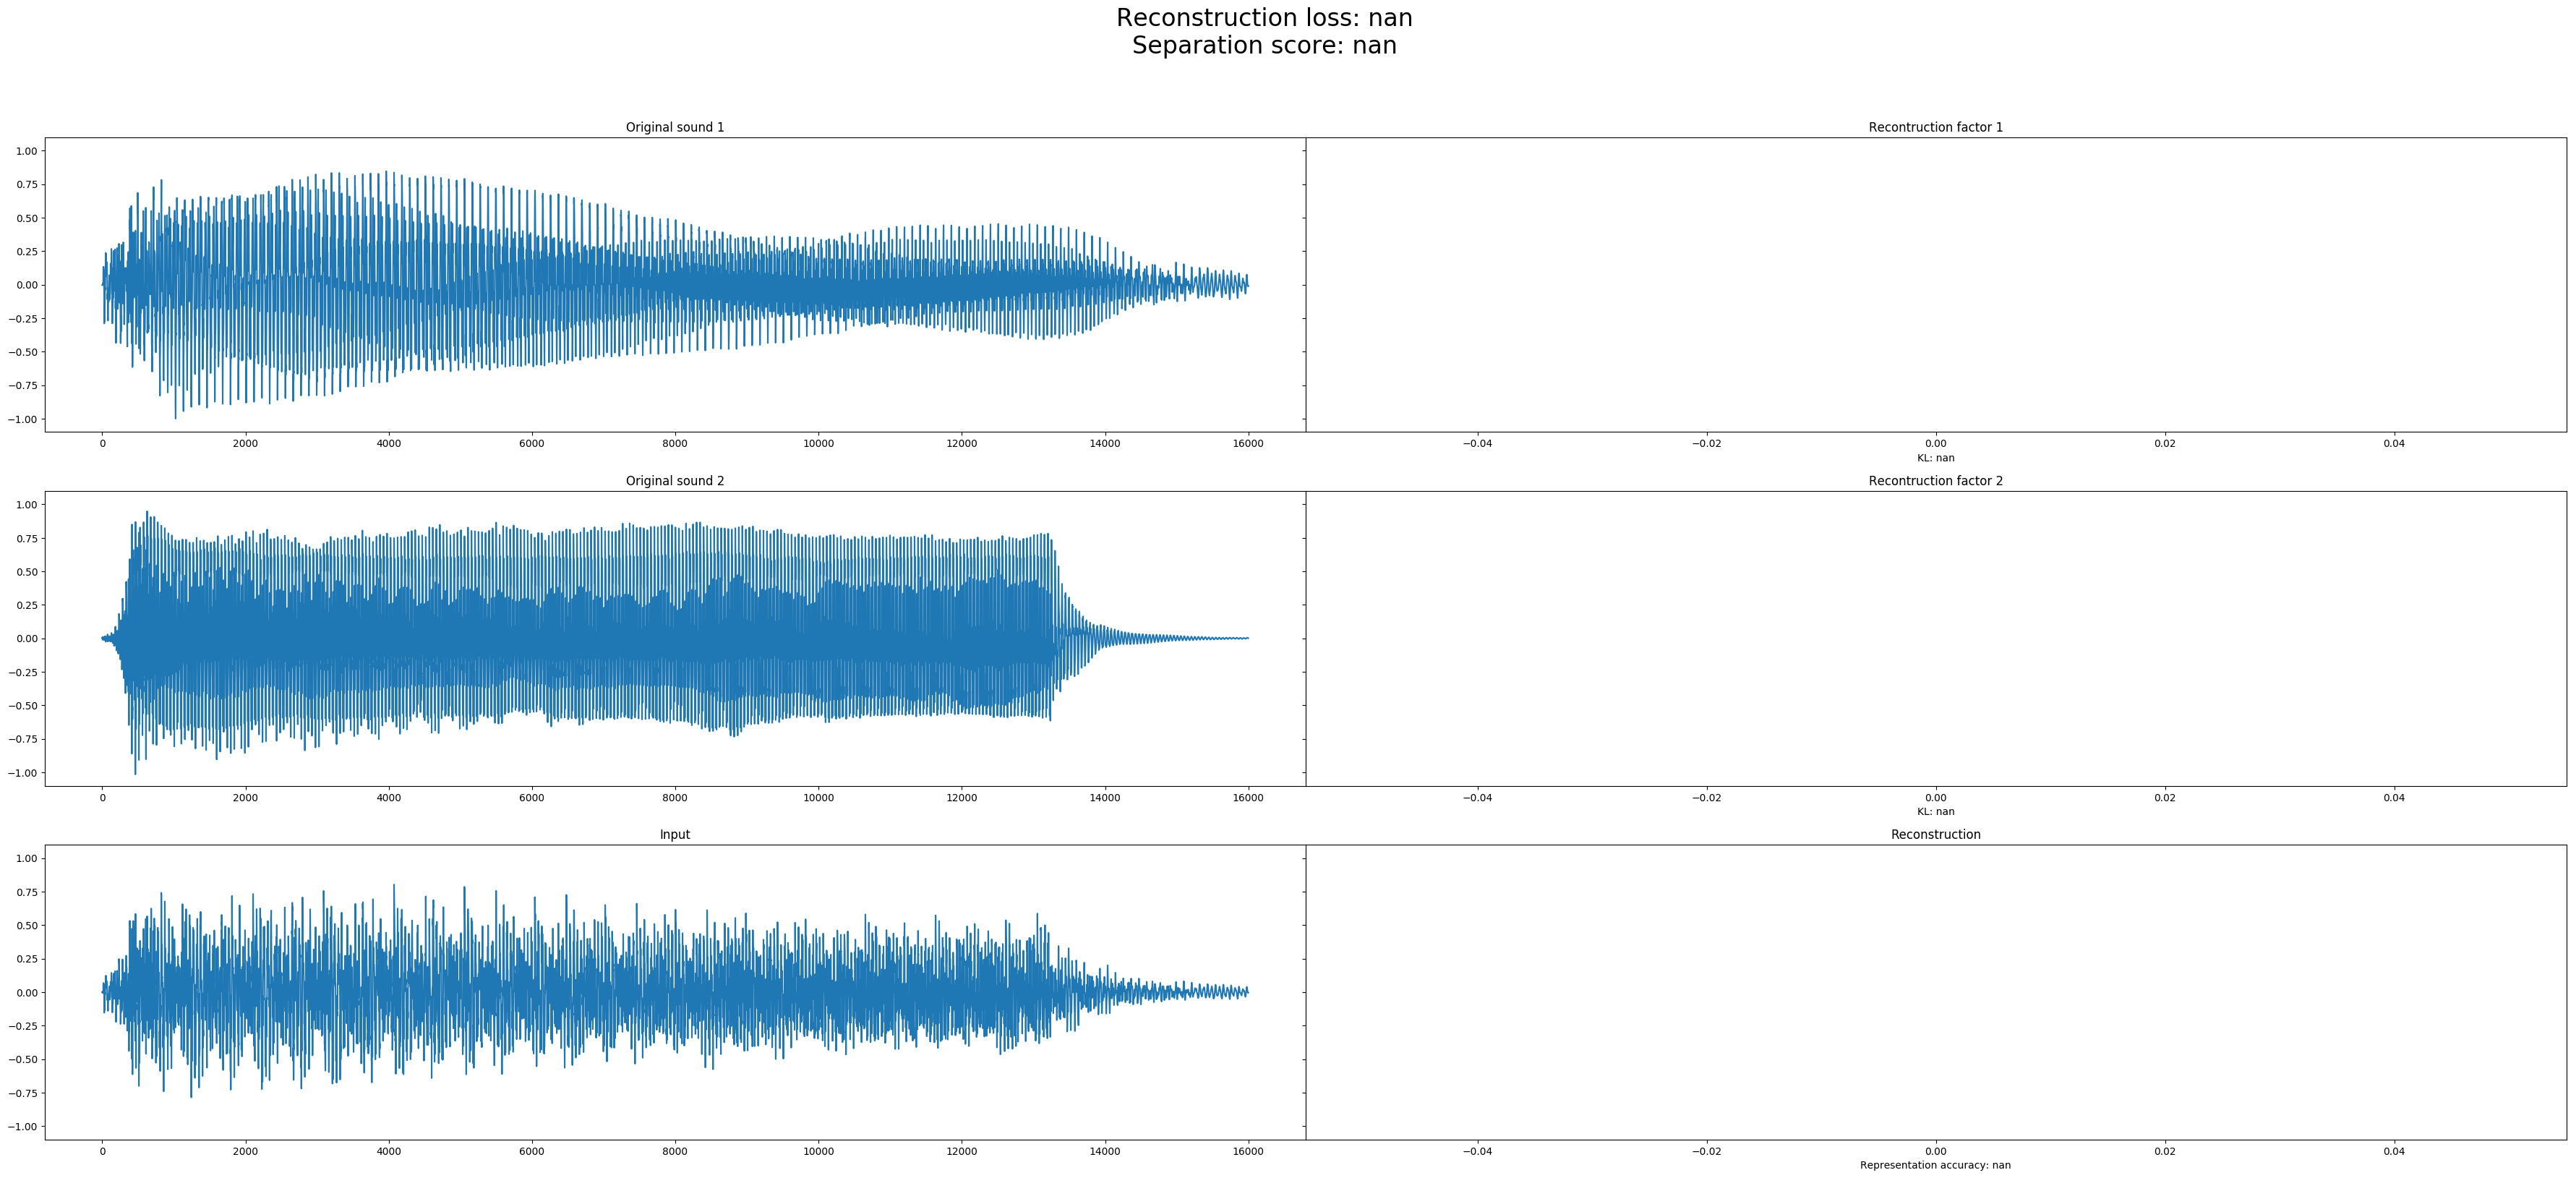 Reconstruction loss: nan
Separation score: nan
Original sound 1
Recontruction factor 1
1.00
0.75
0.50
0.25
0.00
−0.25
−0.50
−0.75
−1.00
0 2000 4000 6000 8000 10000 12000 14000 16000
−0.04 −0.02 0.00 0.02 0.04
KL: nan
Original sound 2
Recontruction factor 2
1.00
0.75
0.50
0.25
0.00
−0.25
−0.50
−0.75
−1.00
0 2000 4000 6000 8000 10000 12000 14000 16000
−0.04 −0.02 0.00 0.02 0.04
KL: nan
Input
Reconstruction
1.00
0.75
0.50
0.25
0.00
−0.25
−0.50
−0.75
−1.00
0 2000 4000 6000 8000 10000 12000 14000 16000
−0.04 −0.02 0.00 0.02 0.04
Representation accuracy: nan